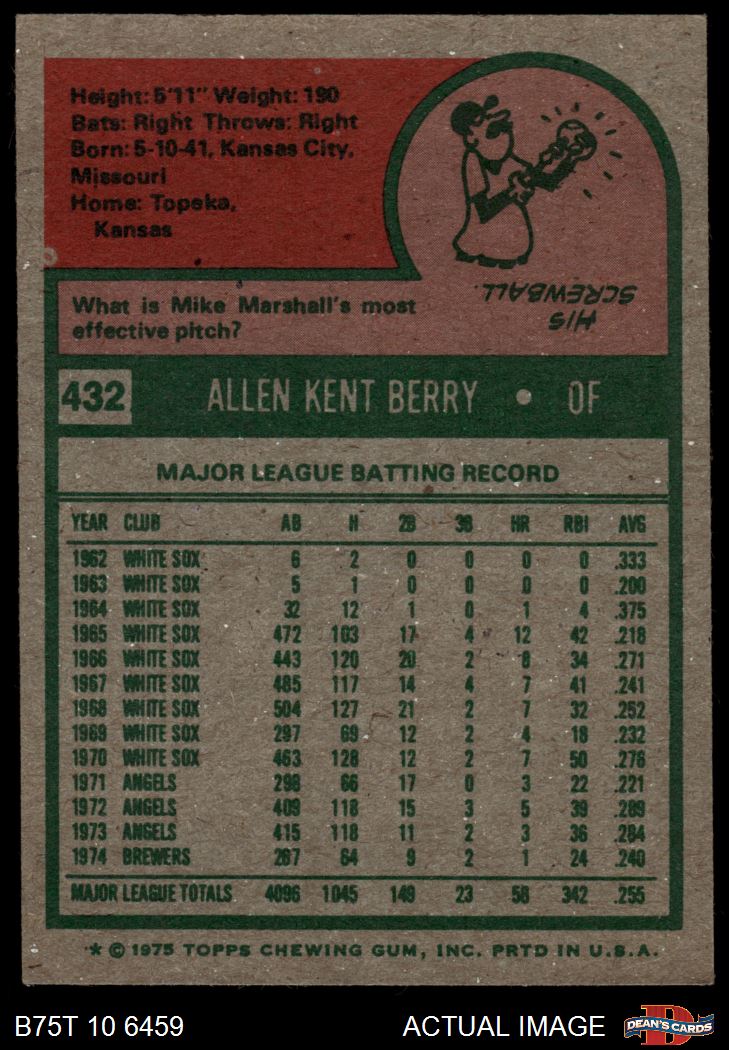 Height: 5'11" Weight: 190
Bats: Right Throws: Right
Born: 5-10-41, Kansas City,
Missouri
Home: Topeka,
Kansas
What is Mike Marshall's most
effective pitch?
HIS
SCREWBALL.
432 ALLEN KENT BERRY • OF
MAJOR LEAGUE BATTING RECORD
YEAR CLUB AB H 2B 3B HR RBI AVG
1962 WHITE SOX 6 2 0 0 0 0 .333
1963 WHITE SOX 5 1 0 0 0 0 .200
1964 WHITE SOX 32 12 1 0 1 4 .375
1965 WHITE SOX 472 103 17 4 12 42 .218
1966 WHITE SOX 443 120 20 2 8 34 .271
1967 WHITE SOX 485 117 14 4 7 41 .241
1968 WHITE SOX 504 127 21 2 7 32 .252
1969 WHITE SOX 297 69 12 2 4 18 .232
1970 WHITE SOX 463 128 12 2 7 50 .276
1971 ANGELS 298 66 17 0 3 22 .221
1972 ANGELS 409 118 15 3 5 39 .289
1973 ANGELS 415 118 11 2 3 36 .284
1974 BREWERS 267 64 9 2 1 24 .240
MAJOR LEAGUE TOTALS 4096 1045 149 23 58 342 .255
* © 1975 TOPPS CHEWING GUM, INC. PRTD IN U.S.A.
B75T 10 6459 ACTUAL IMAGE DEAN'S CARDS